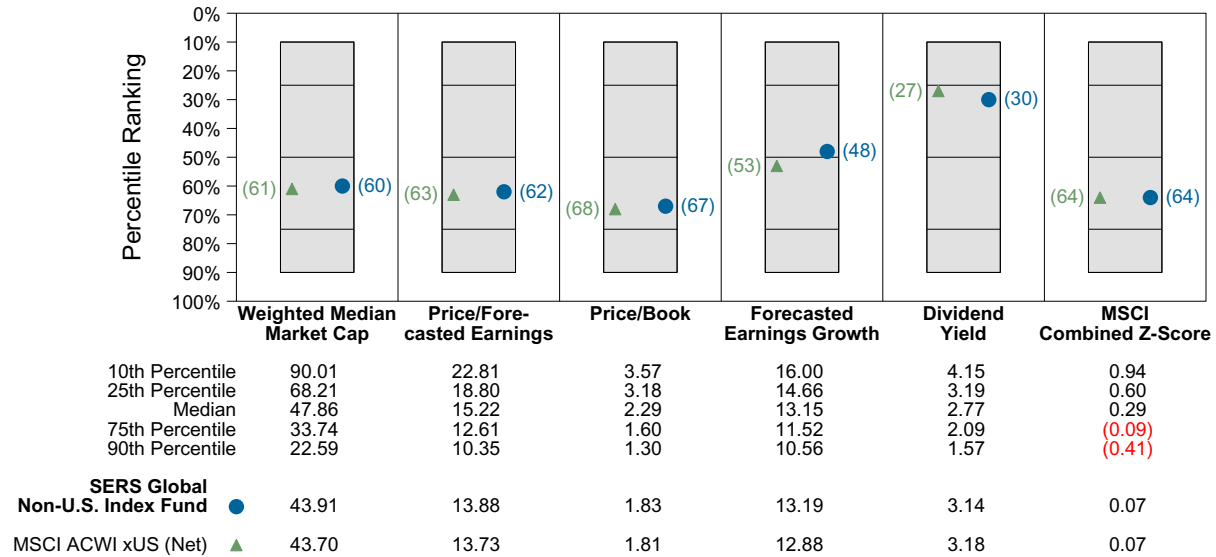 Percentile Ranking
0%
10%
20%
30%
40%
50%
60%
70%
80%
90%
100%
(61) (60)
(63) (62)
(68) (67)
(53) (48)
(27) (30)
(64) (64)
Weighted Median
Market Cap
Price/Fore-
casted Earnings
Price/Book
Forecasted
Earnings Growth
Dividend
Yield
MSCI
Combined Z-Score
10th Percentile 90.01 22.81 3.57 16.00 4.15 0.94
25th Percentile 68.21 18.80 3.18 14.66 3.19 0.60
Median 47.86 15.22 2.29 13.15 2.77 0.29
75th Percentile 33.74 12.61 1.60 11.52 2.09 (0.09)
90th Percentile 22.59 10.35 1.30 10.56 1.57 (0.41)
SERS Global
Non-U.S. Index Fund 43.91 13.88 1.83 13.19 3.14 0.07
MSCI ACWI xUS (Net) 43.70 13.73 1.81 12.88 3.18 0.07